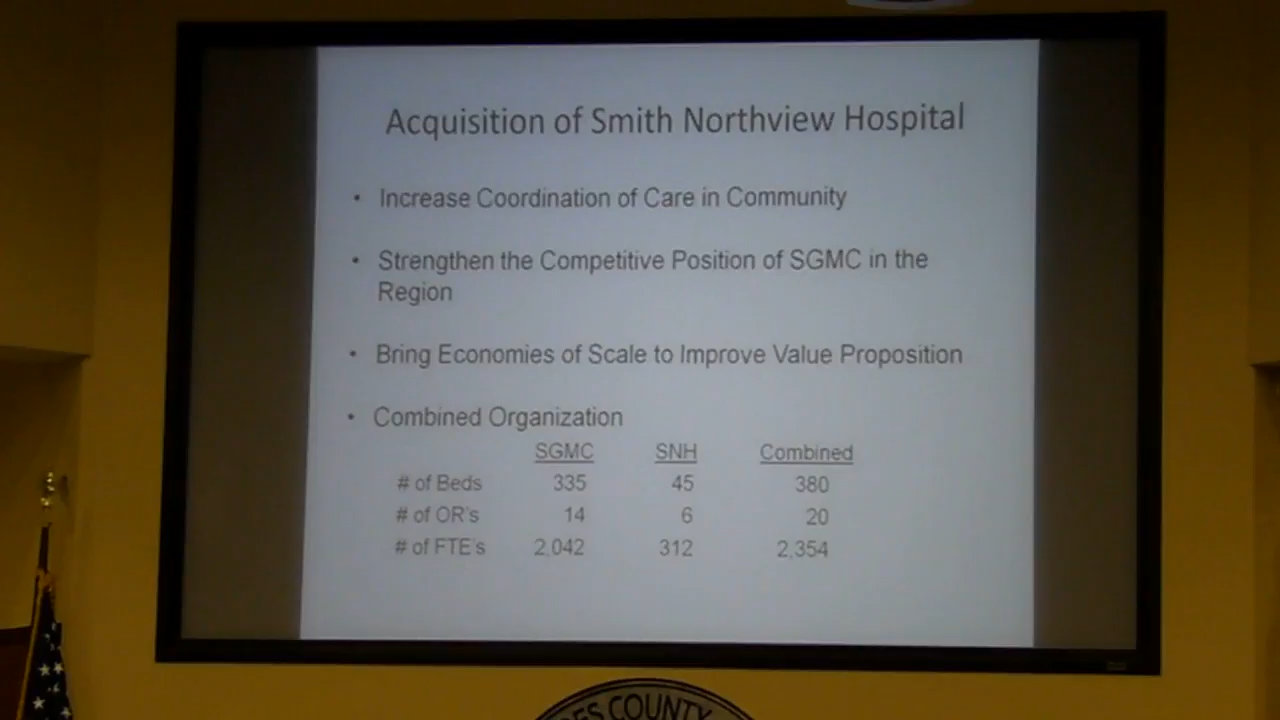 Acquisition of Smith Northview Hospital
• Increase Coordination of Care in Community
• Strengthen the Competitive Position of SGMC in the
Region
• Bring Economies of Scale to Improve Value Proposition
• Combined Organization
SGMC SNH Combined
# of Beds 335 45 380
# of OR's 14 6 20
# of FTE's 2,042 312 2,354
COUNTY